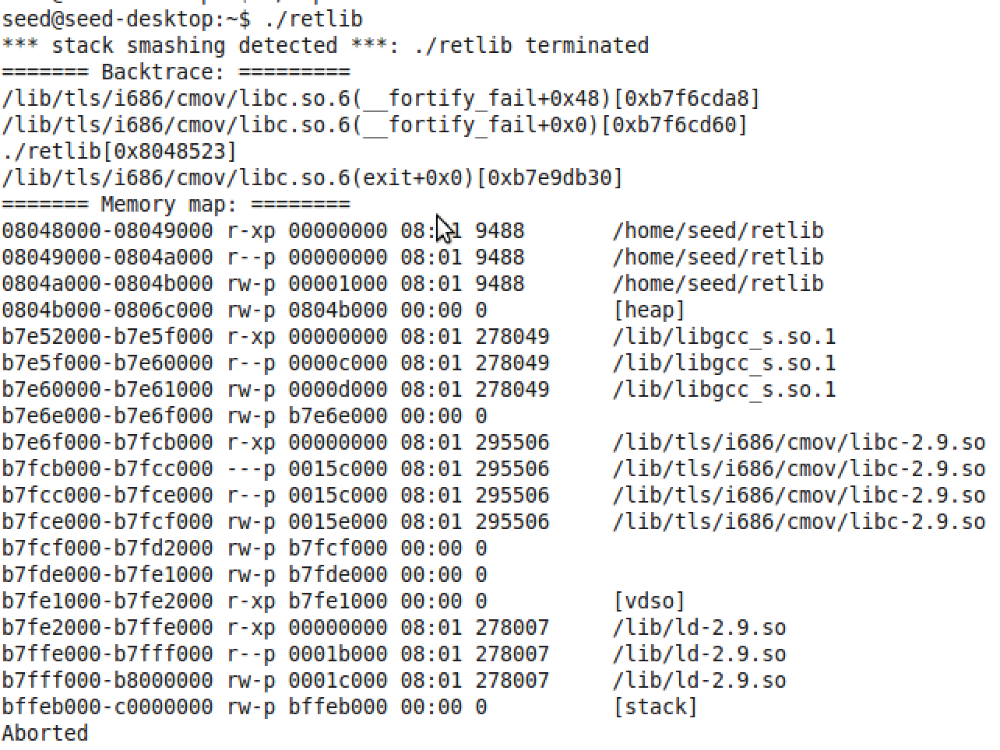 seed@seed-desktop:~$ ./retlib
*** stack smashing detected ***: ./retlib terminated
======= Backtrace: =========
/lib/tls/i686/cmov/libc.so.6(__fortify_fail+0x48)[0xb7f6cda8]
/lib/tls/i686/cmov/libc.so.6(__fortify_fail+0x0)[0xb7f6cd60]
./retlib[0x8048523]
/lib/tls/i686/cmov/libc.so.6(exit+0x0)[0xb7e9db30]
======= Memory map: ========
08048000-08049000 r-xp 00000000 08:01 9488       /home/seed/retlib
08049000-0804a000 r--p 00000000 08:01 9488       /home/seed/retlib
0804a000-0804b000 rw-p 00001000 08:01 9488       /home/seed/retlib
0804b000-0806c000 rw-p 0804b000 00:00 0          [heap]
b7e52000-b7e5f000 r-xp 00000000 08:01 278049     /lib/libgcc_s.so.1
b7e5f000-b7e60000 r--p 0000c000 08:01 278049     /lib/libgcc_s.so.1
b7e60000-b7e61000 rw-p 0000d000 08:01 278049     /lib/libgcc_s.so.1
b7e6e000-b7e6f000 rw-p b7e6e000 00:00 0
b7e6f000-b7fcb000 r-xp 00000000 08:01 295506     /lib/tls/i686/cmov/libc-2.9.so
b7fcb000-b7fcc000 ---p 0015c000 08:01 295506     /lib/tls/i686/cmov/libc-2.9.so
b7fcc000-b7fce000 r--p 0015c000 08:01 295506     /lib/tls/i686/cmov/libc-2.9.so
b7fce000-b7fcf000 rw-p 0015e000 08:01 295506     /lib/tls/i686/cmov/libc-2.9.so
b7fcf000-b7fd2000 rw-p b7fcf000 00:00 0
b7fde000-b7fe1000 rw-p b7fde000 00:00 0
b7fe1000-b7fe2000 r-xp b7fe1000 00:00 0          [vdso]
b7fe2000-b7ffe000 r-xp 00000000 08:01 278007     /lib/ld-2.9.so
b7ffe000-b7fff000 r--p 0001b000 08:01 278007     /lib/ld-2.9.so
b7fff000-b8000000 rw-p 0001c000 08:01 278007     /lib/ld-2.9.so
bffeb000-c0000000 rw-p bffeb000 00:00 0          [stack]
Aborted